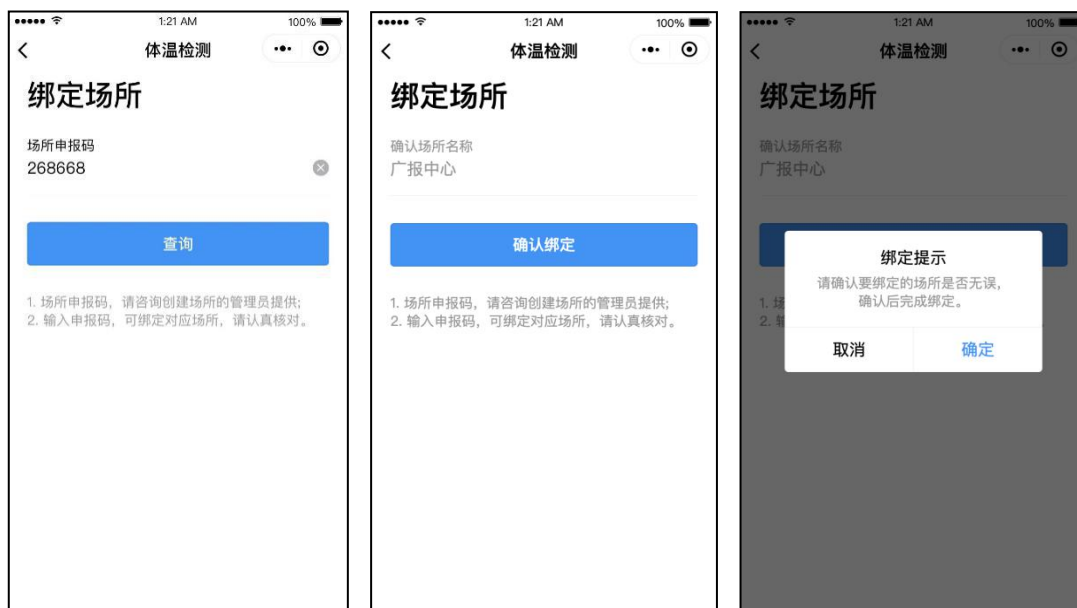 1:21 AM
100%
体温检测
绑定场所
场所申报码
268668
查询
1. 场所申报码，请咨询创建场所的管理员提供;
2. 输入申报码，可绑定对应场所，请认真核对。
1:21 AM
100%
体温检测
绑定场所
确认场所名称
广报中心
确认绑定
1. 场所申报码，请咨询创建场所的管理员提供;
2. 输入申报码，可绑定对应场所，请认真核对。
1:21 AM
100%
体温检测
绑定场所
确认场所名称
广报中心
绑定提示
请确认要绑定的场所是否无误，
确认后完成绑定。
取消
确定
1. 场
2. 输